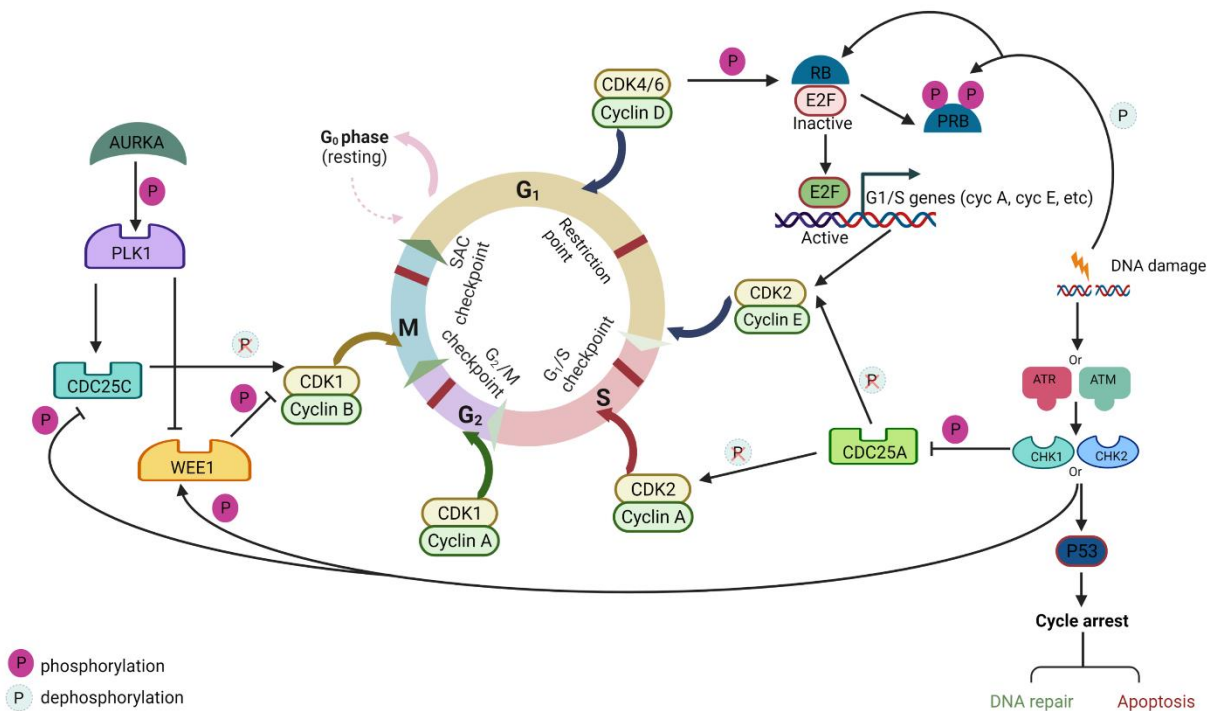 CDK4/6
Cyclin D
P
RB
E2F
Inactive
P
P
PRB
P
AURKA
P
PLK1
G₀ phase
(resting)
G₁
E2F
Active
G1/S genes (cyc A, cyc E, etc)
SAC
checkpoint
Restriction
point
DNA damage
CDK2
Cyclin E
M
G₂/M
checkpoint
G₁/S
checkpoint
Or
ATR
ATM
P
CDC25C
P
CDK1
Cyclin B
P
P
WEE1
P
G₂
S
P
CDC25A
P
CHK1
CHK2
Or
P
CDK2
Cyclin A
CDK1
Cyclin A
P53
Cycle arrest
P phosphorylation
P dephosphorylation
DNA repair
Apoptosis